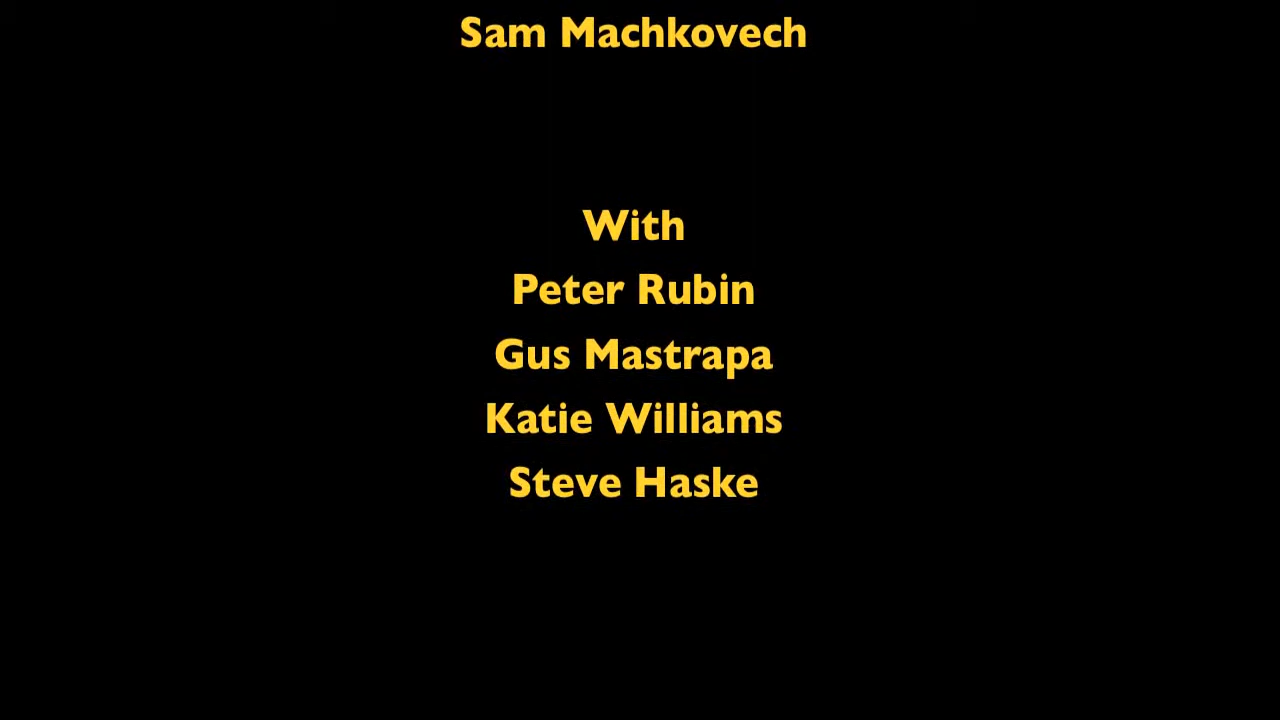 Sam Machkovech
With
Peter Rubin
Gus Mastrapa
Katie Williams
Steve Haske